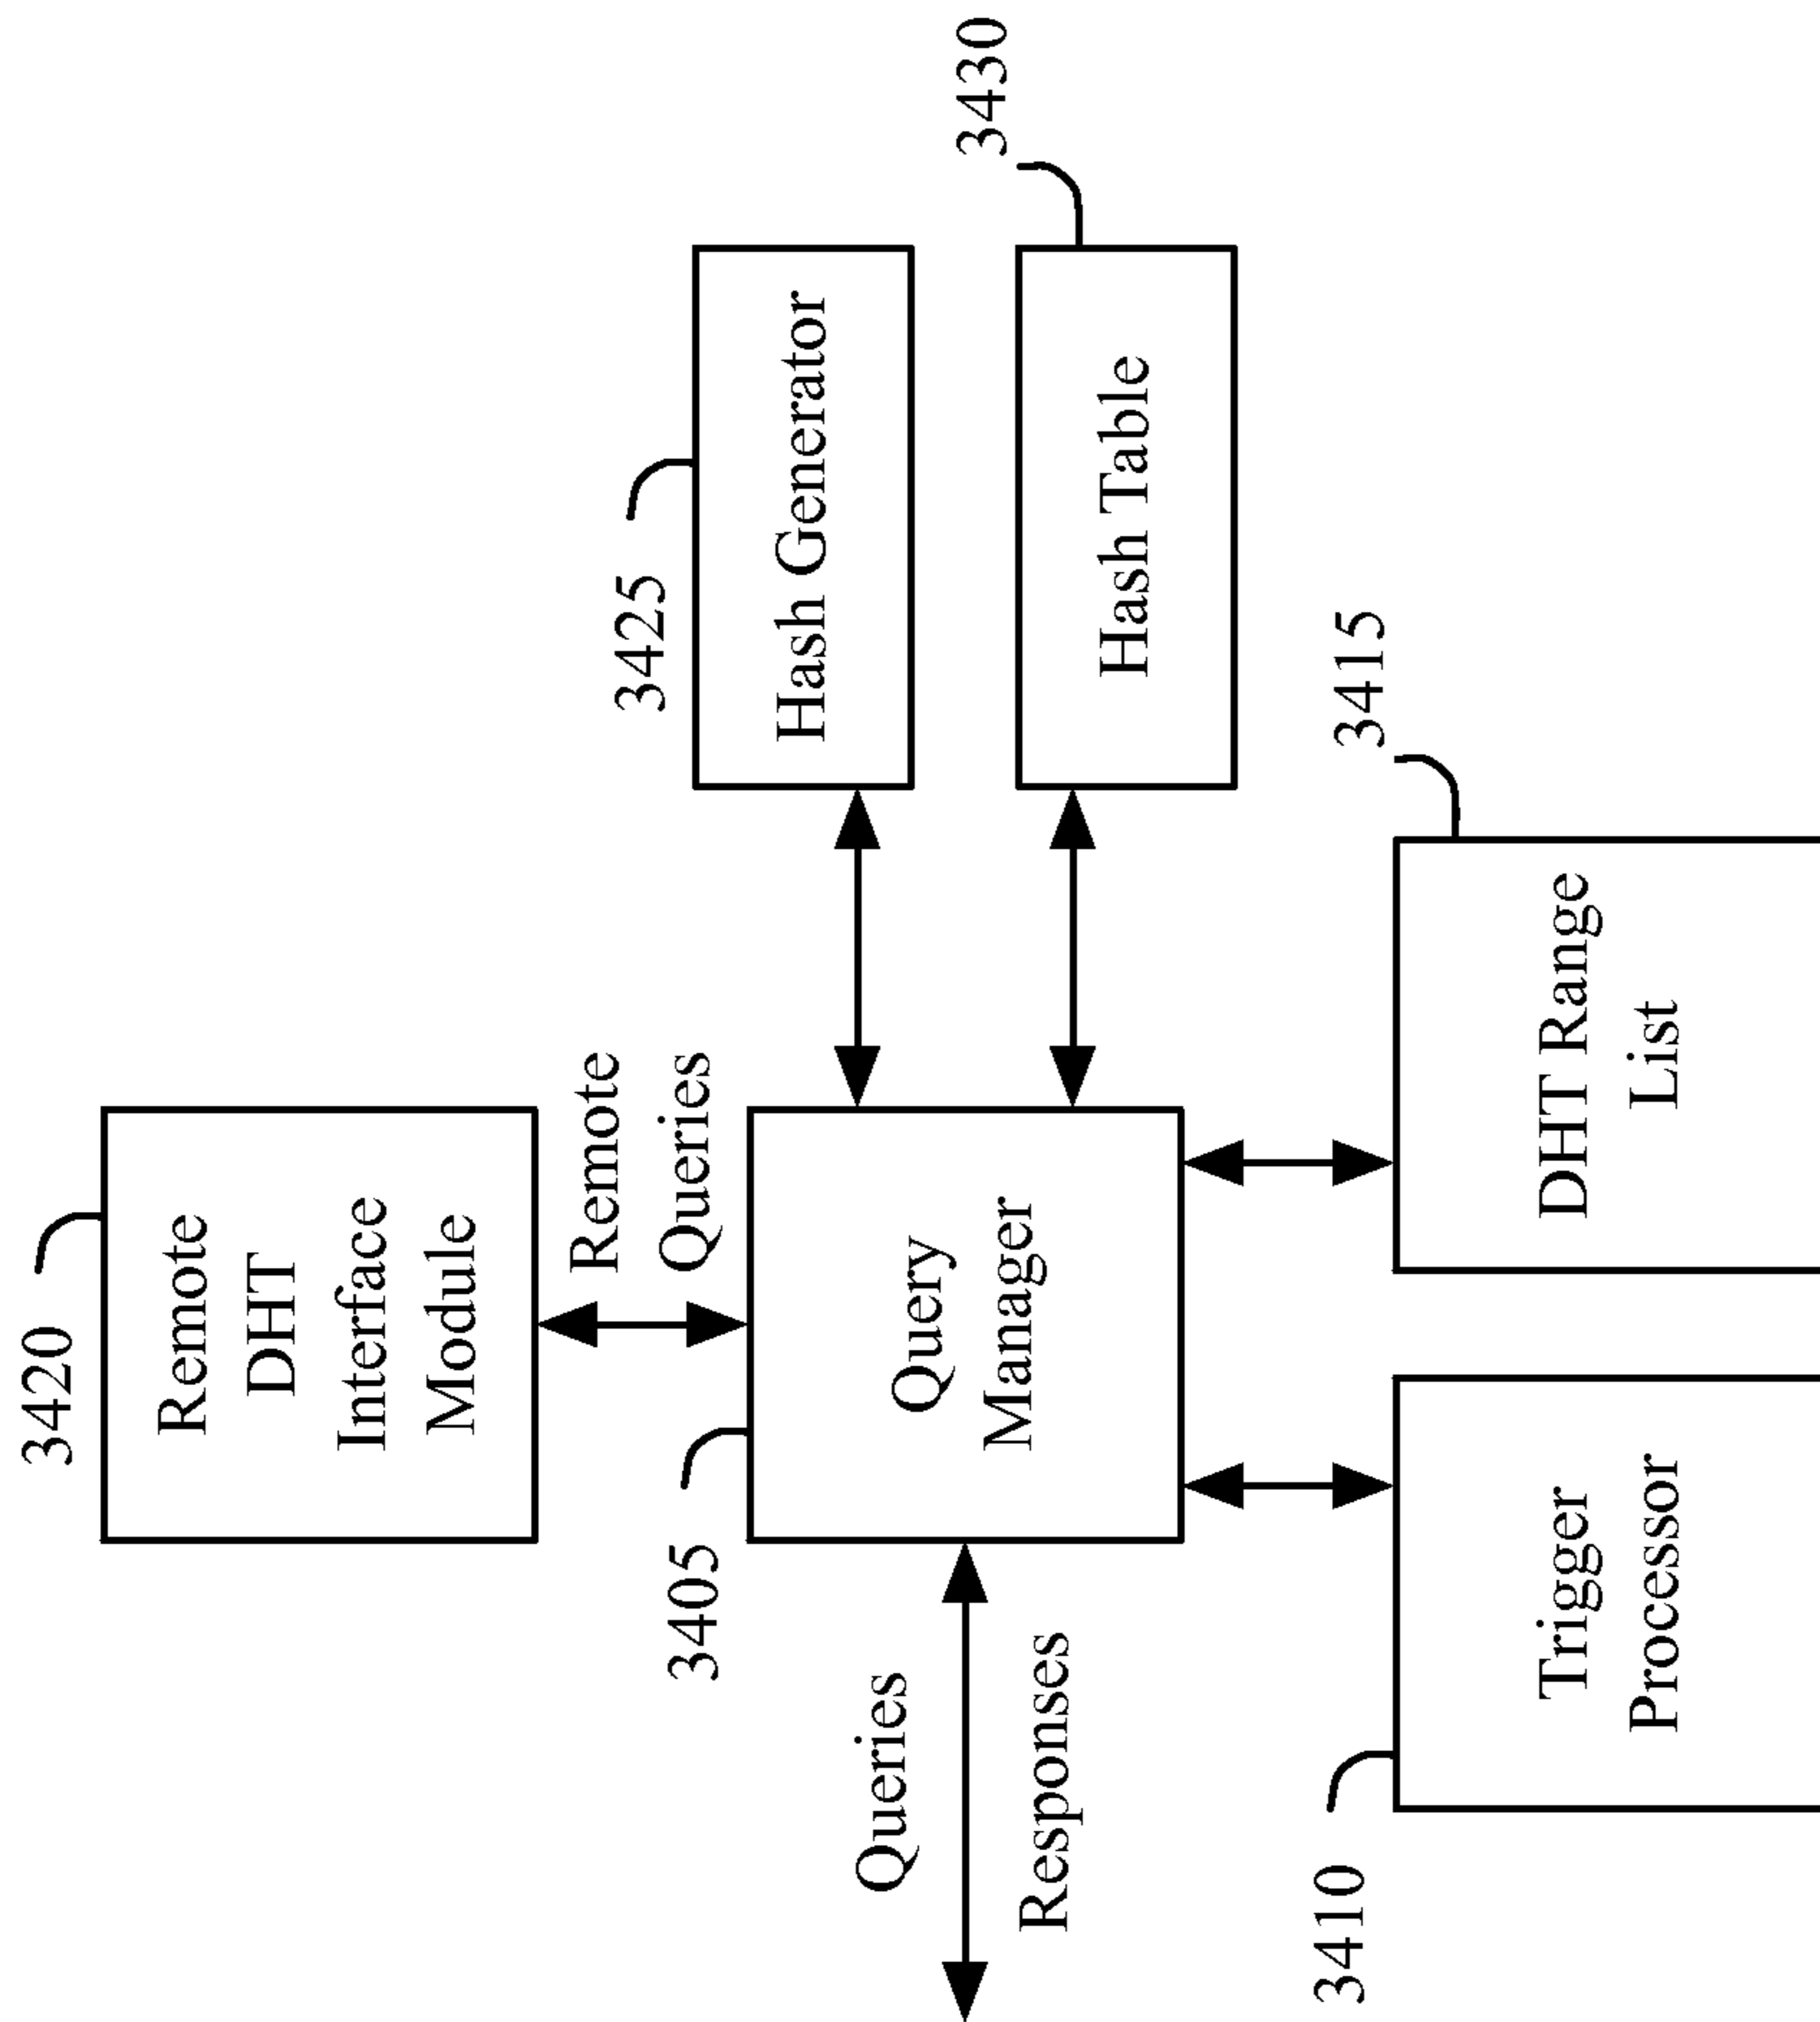 3420
Remote
DHT
Interface
Module
Remote
Queries
3425
Hash Generator
3430
Hash Table
3405
Query
Manager
Queries
Responses
3410
Trigger
Processor
3415
DHT Range
List